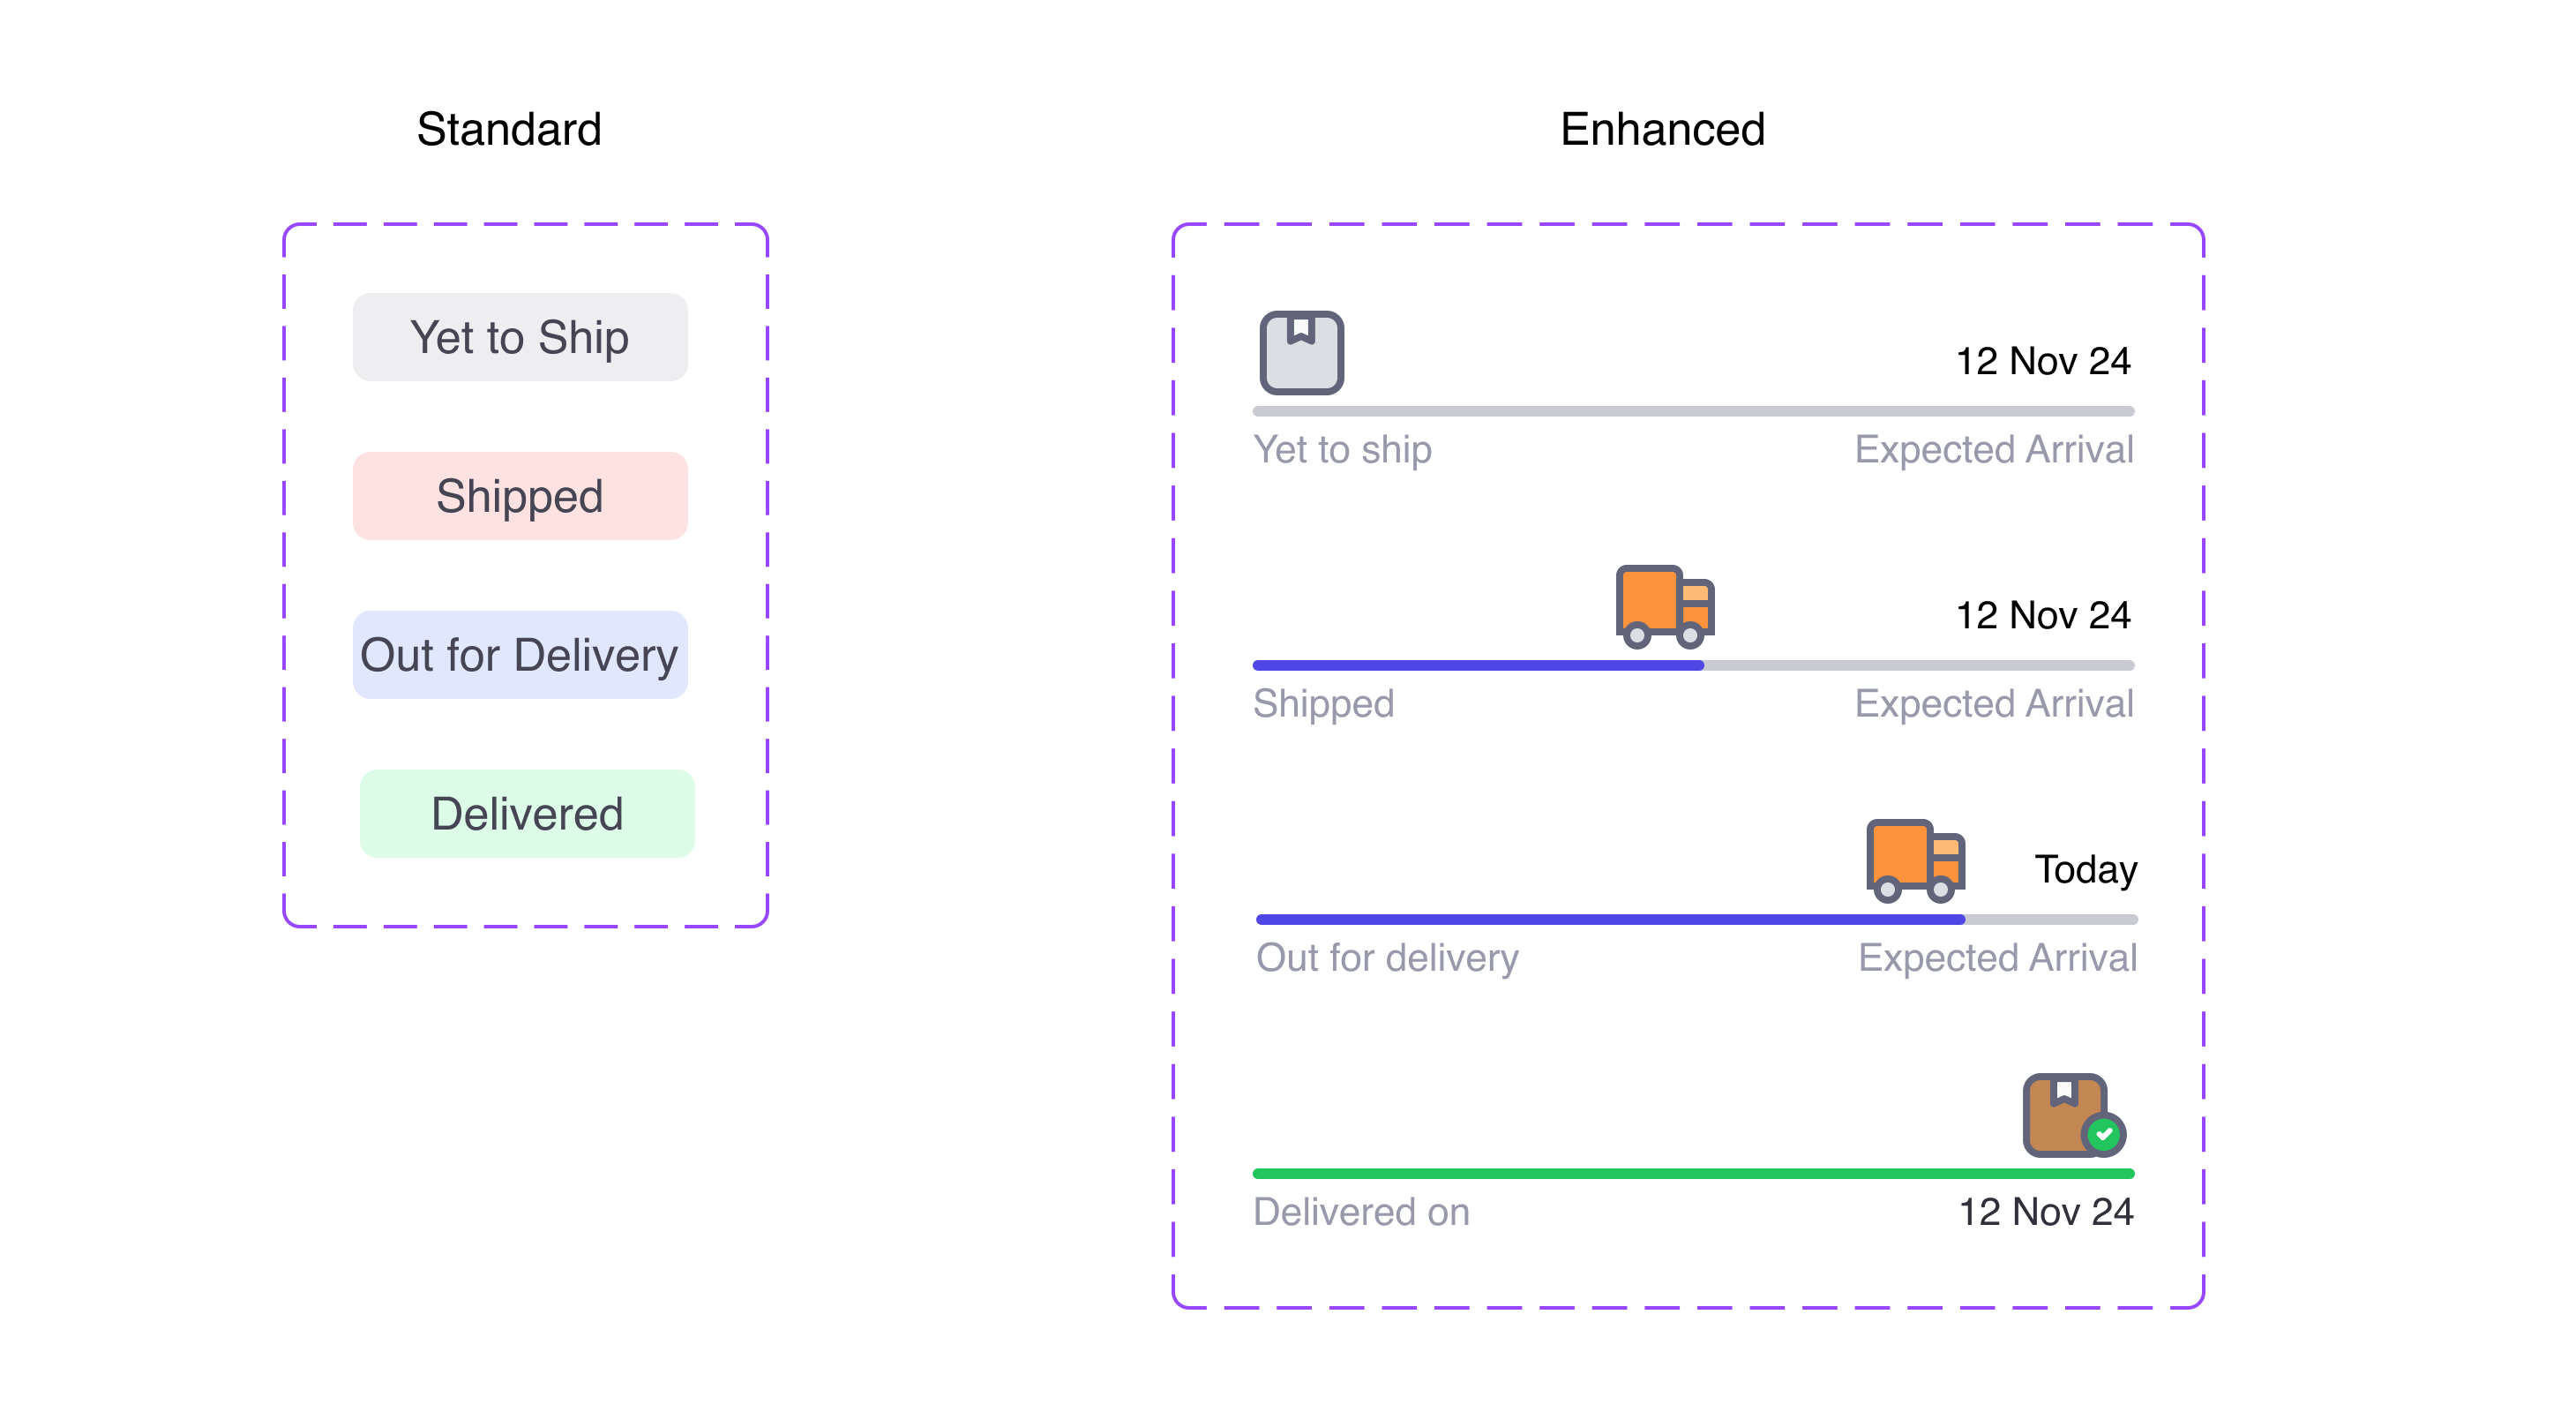 Standard
Yet to Ship
Shipped
Out for Delivery
Delivered
Enhanced
12 Nov 24
Yet to ship
Expected Arrival
12 Nov 24
Shipped
Expected Arrival
Today
Out for delivery
Expected Arrival
Delivered on
12 Nov 24